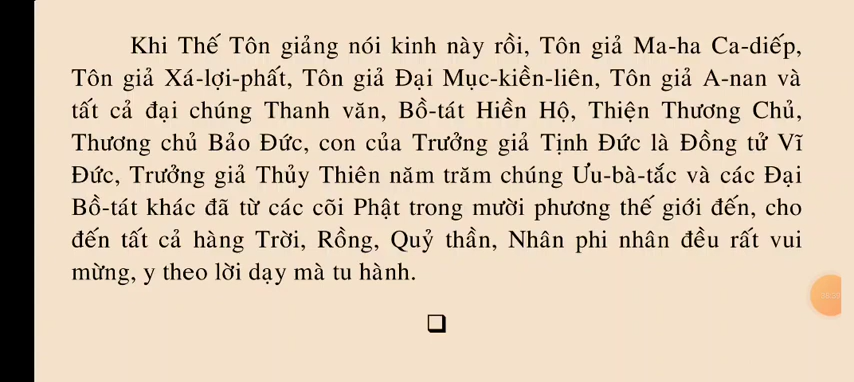 Khi Thế Tôn giảng nói kinh này rồi, Tôn giả Ma-ha Ca-diếp,
Tôn giả Xá-lợi-phất, Tôn giả Đại Mục-kiền-liên, Tôn giả A-nan và
tất cả đại chúng Thanh văn, Bồ-tát Hiền Hộ, Thiện Thương Chủ,
Thương chủ Bảo Đức, con của Trưởng giả Tịnh Đức là Đồng tử Vĩ
Đức, Trưởng giả Thủy Thiên năm trăm chúng Ưu-bà-tắc và các Đại
Bồ-tát khác đã từ các cõi Phật trong mười phương thế giới đến, cho
đến tất cả hàng Trời, Rồng, Quỷ thần, Nhân phi nhân đều rất vui
mừng, y theo lời dạy mà tu hành.